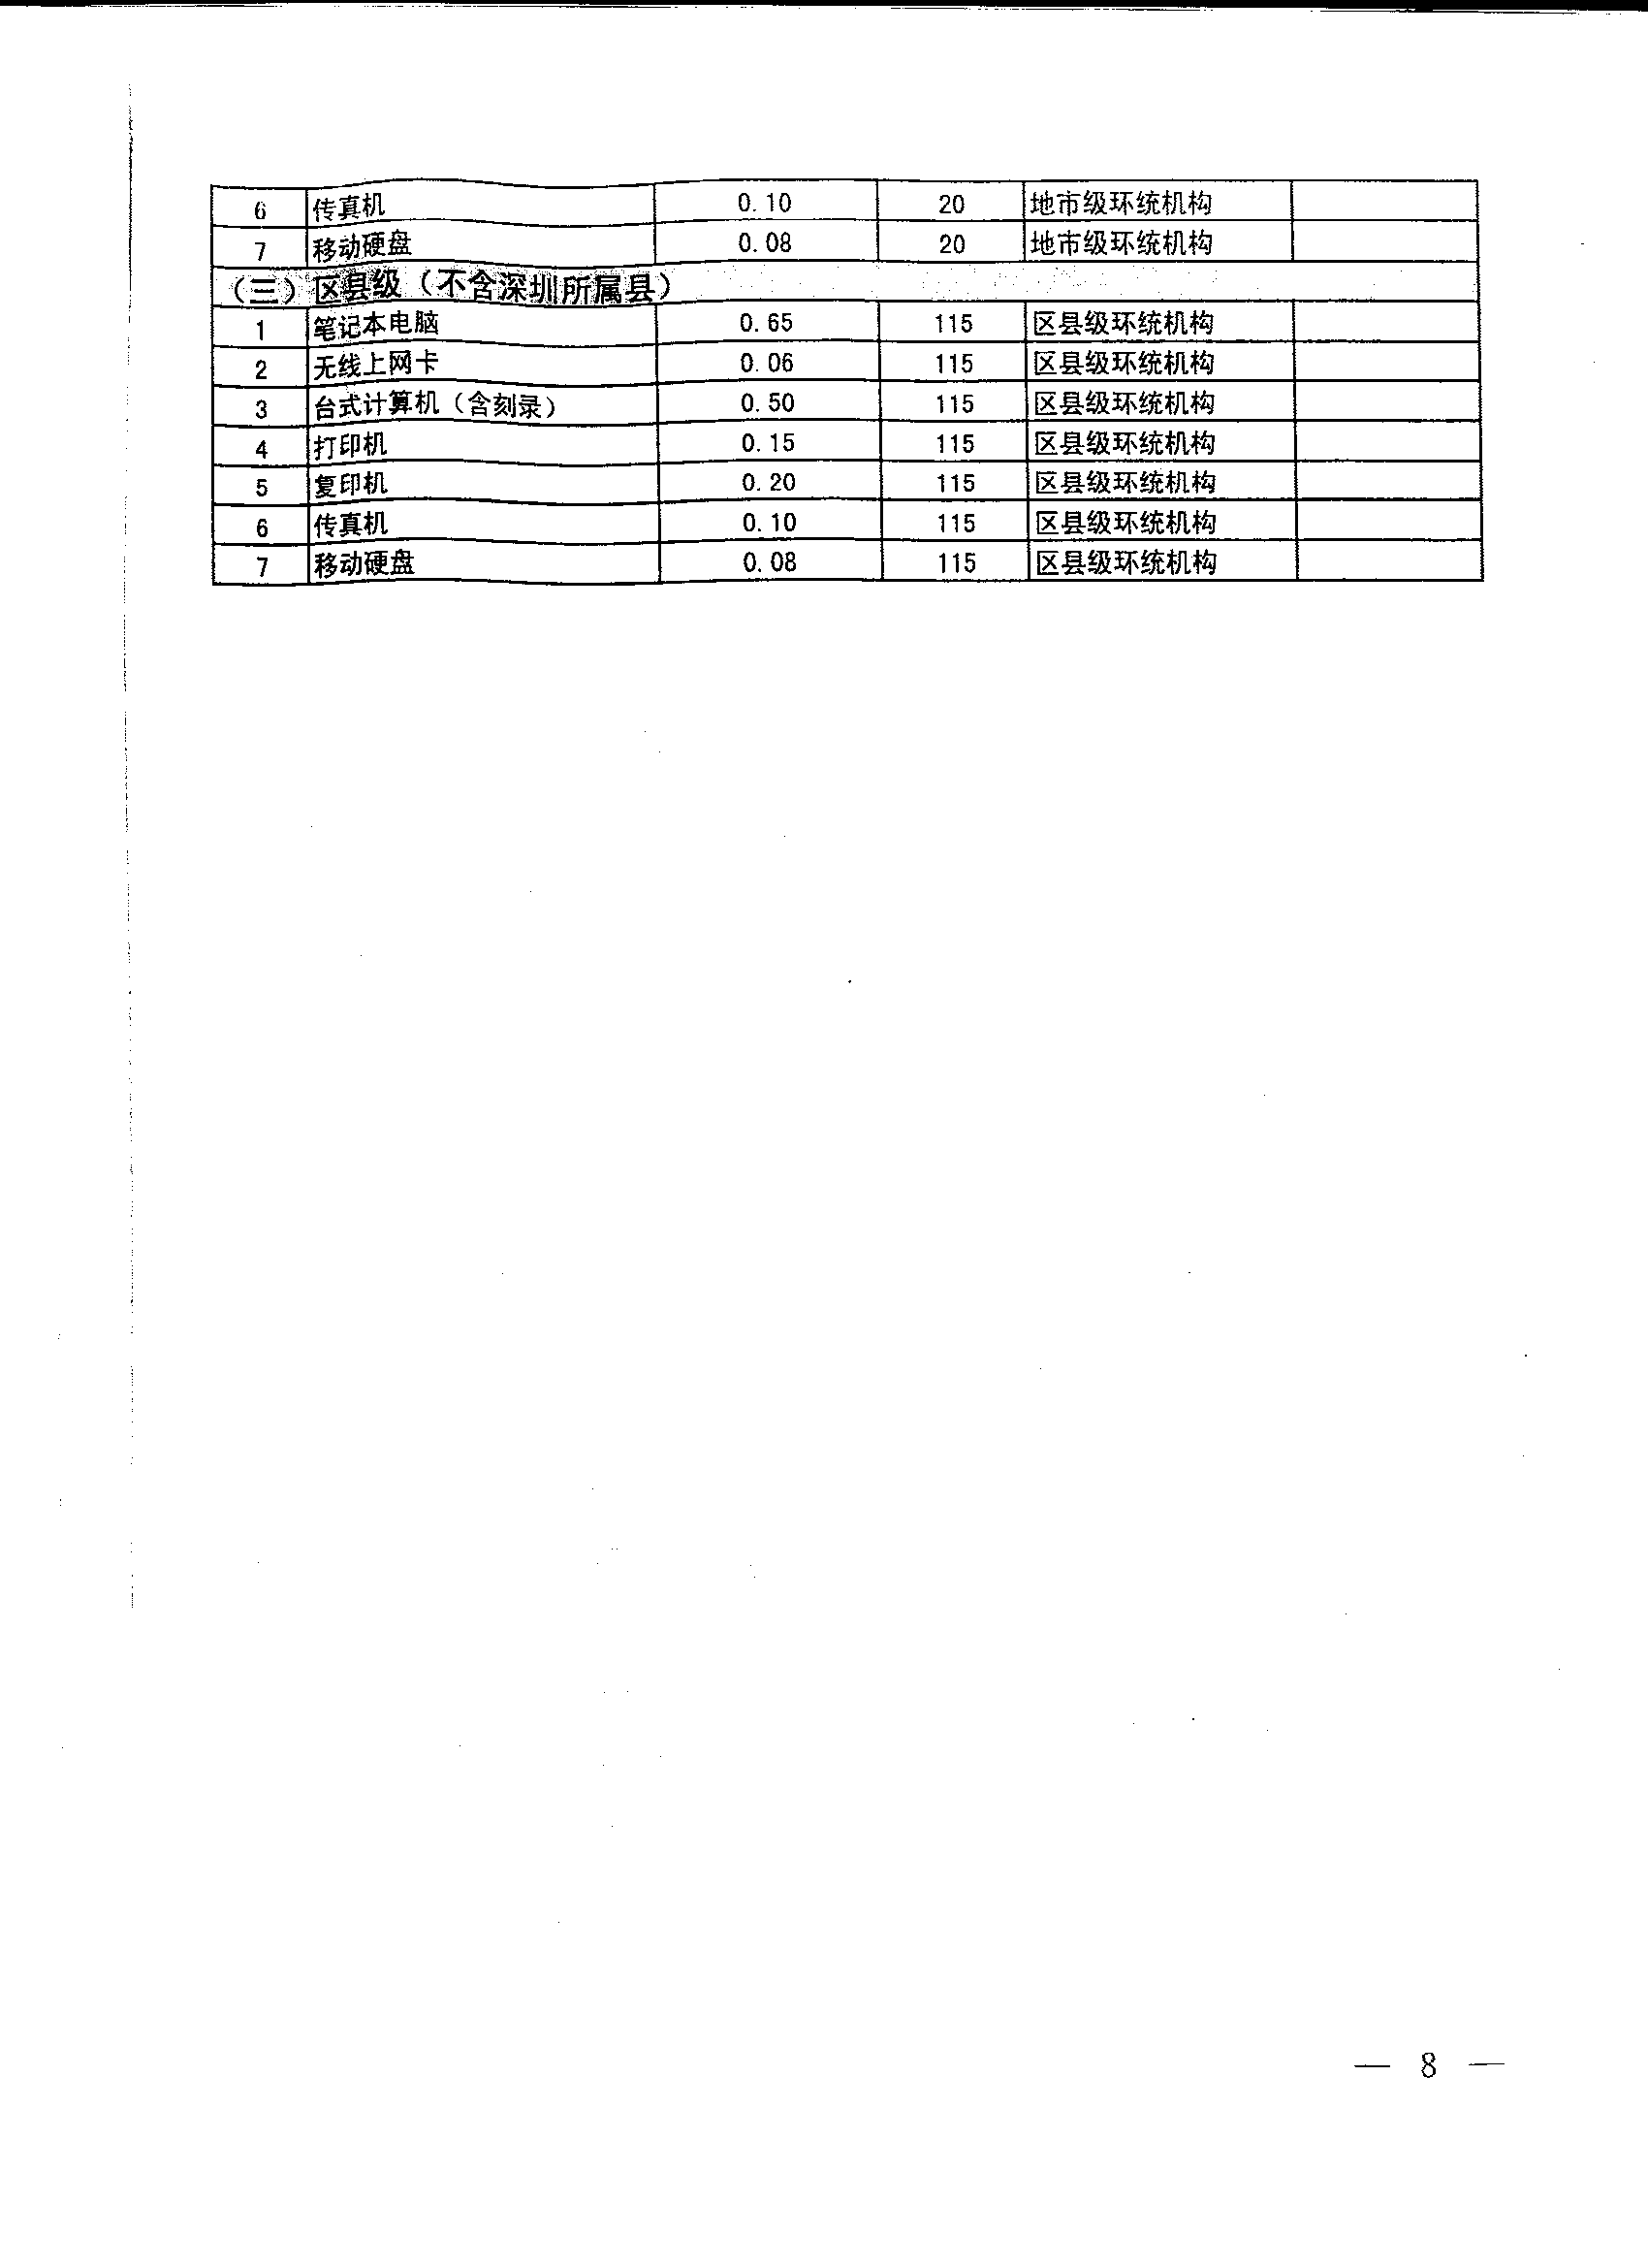 6 传真机 0.10 20 地市级环统机构
7 移动硬盘 0.08 20 地市级环统机构
（三）区县级（不含深圳所属县）
1 笔记本电脑 0.65 115 区县级环统机构
2 无线上网卡 0.06 115 区县级环统机构
3 台式计算机（含刻录） 0.50 115 区县级环统机构
4 打印机 0.15 115 区县级环统机构
5 复印机 0.20 115 区县级环统机构
6 传真机 0.10 115 区县级环统机构
7 移动硬盘 0.08 115 区县级环统机构
— 8 —